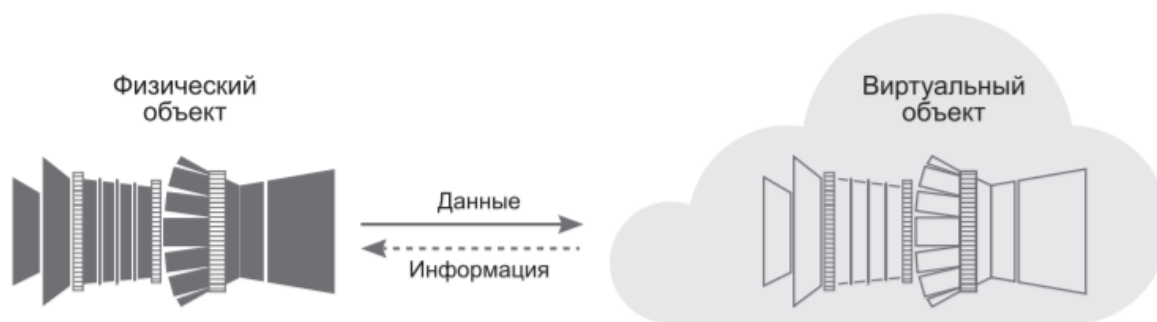 Физический
объект
Виртуальный
объект
Данные
Информация